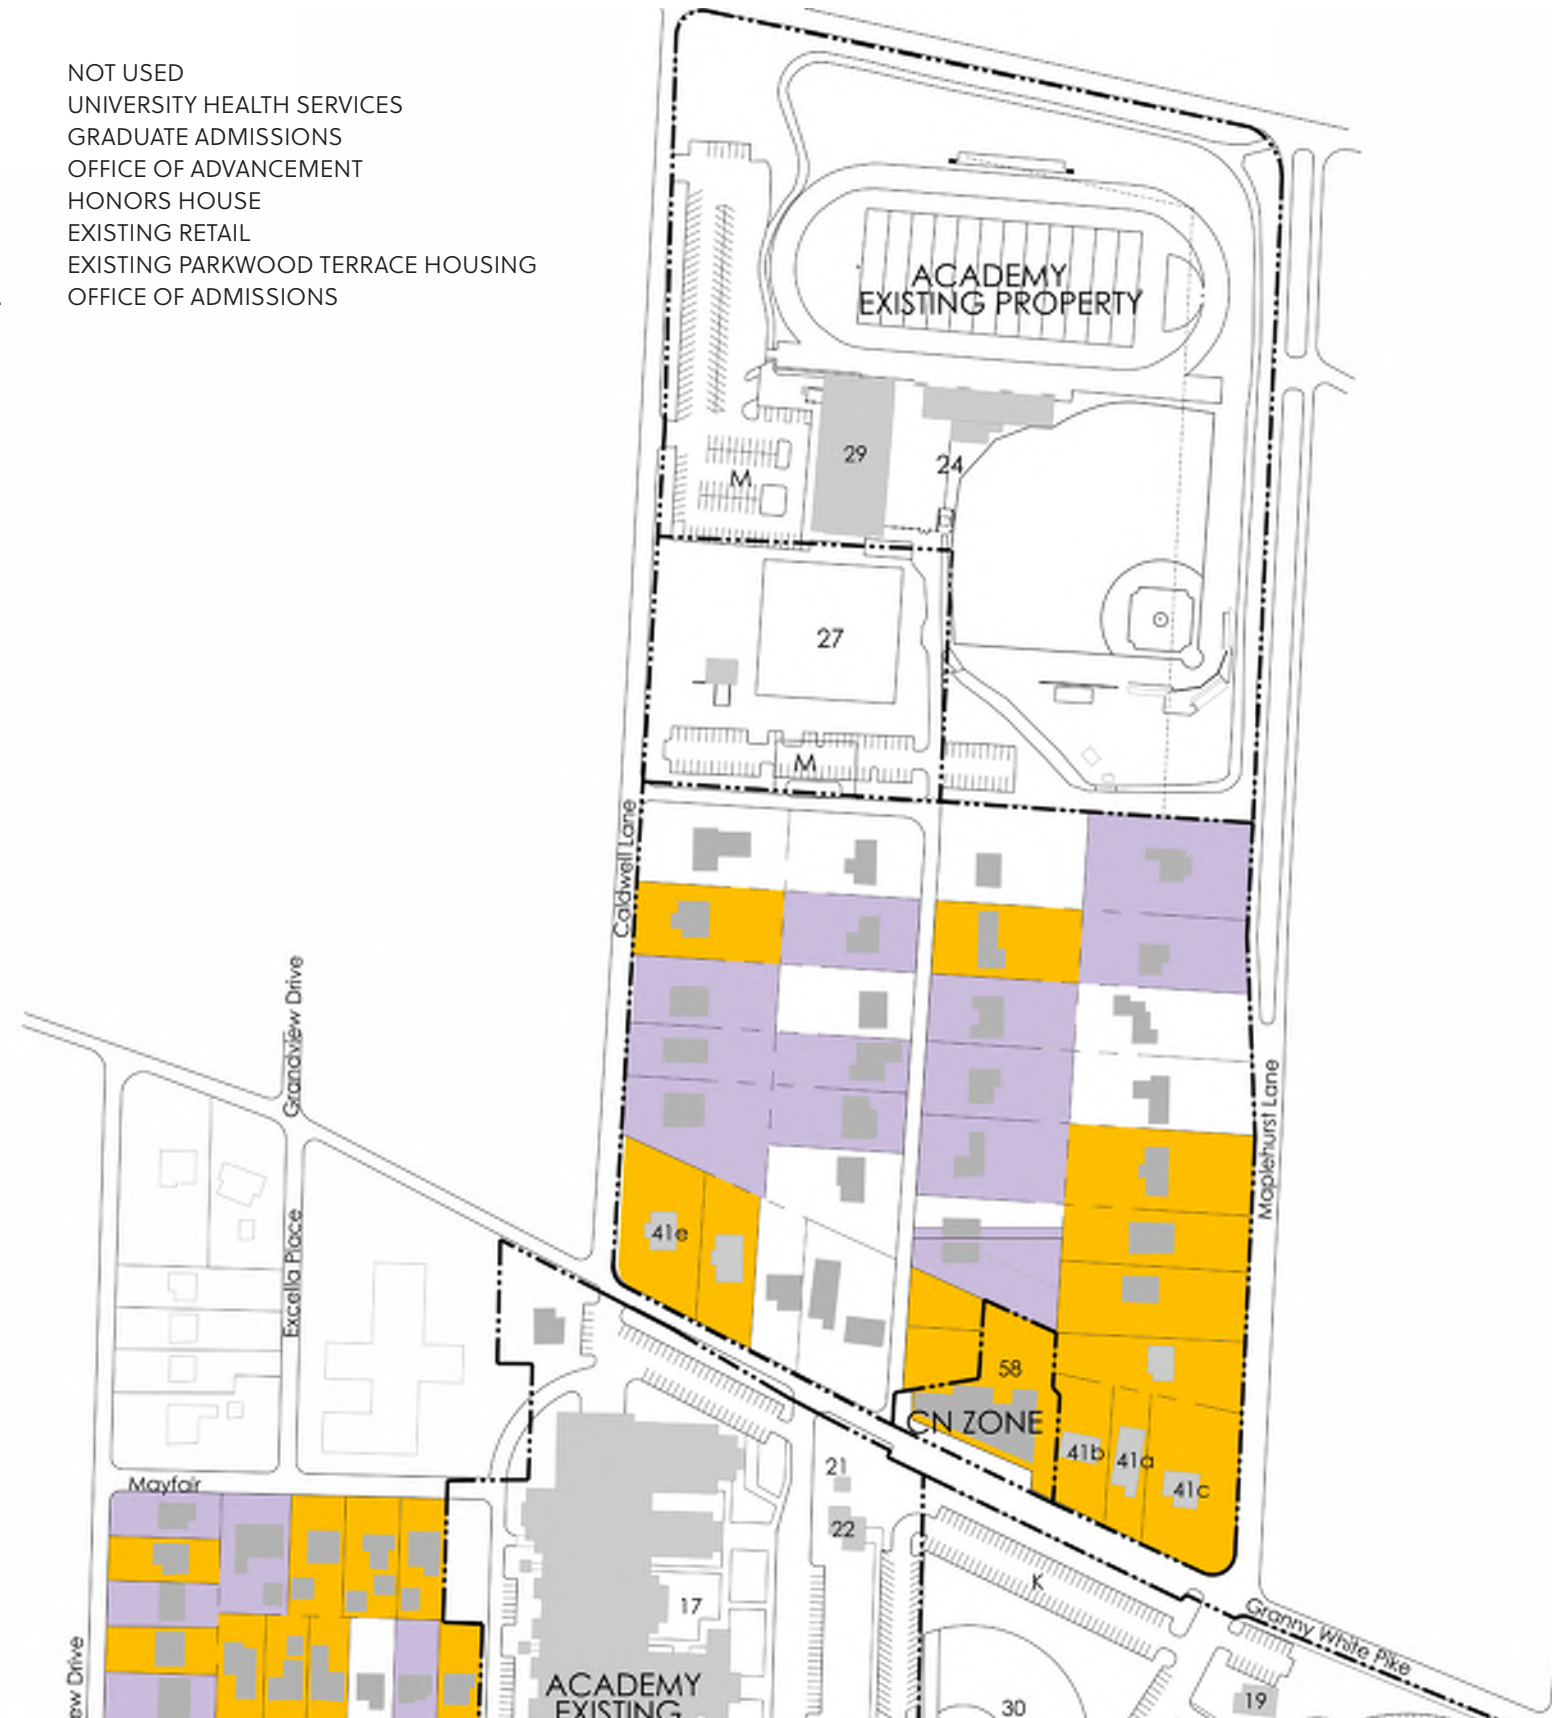 NOT USED
UNIVERSITY HEALTH SERVICES
GRADUATE ADMISSIONS
OFFICE OF ADVANCEMENT
HONORS HOUSE
EXISTING RETAIL
EXISTING PARKWOOD TERRACE HOUSING
OFFICE OF ADMISSIONS
ACADEMY
EXISTING PROPERTY
29
24
M
27
M
Caldwell Lane
Grandview Drive
Maplehurst Lane
Excella Place
41e
58
CN ZONE
41b
41a
41c
Mayfair
21
22
K
17
Granny White Pike
ew Drive
ACADEMY
EXISTING
30
19